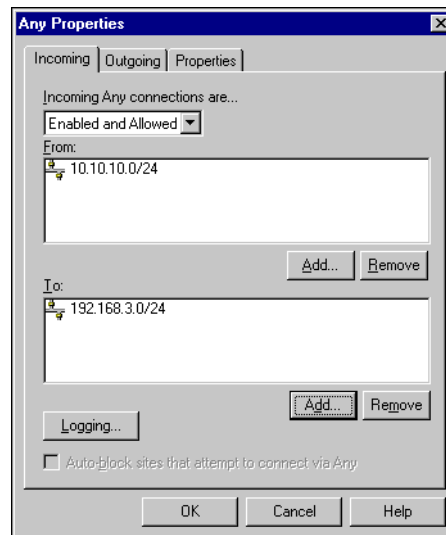 Any Properties
Incoming Outgoing Properties
Incoming Any connections are...
Enabled and Allowed
From:
10.10.10.0/24
Add... Remove
To:
192.168.3.0/24
Add... Remove
Logging...
Auto-block sites that attempt to connect via Any
OK Cancel Help